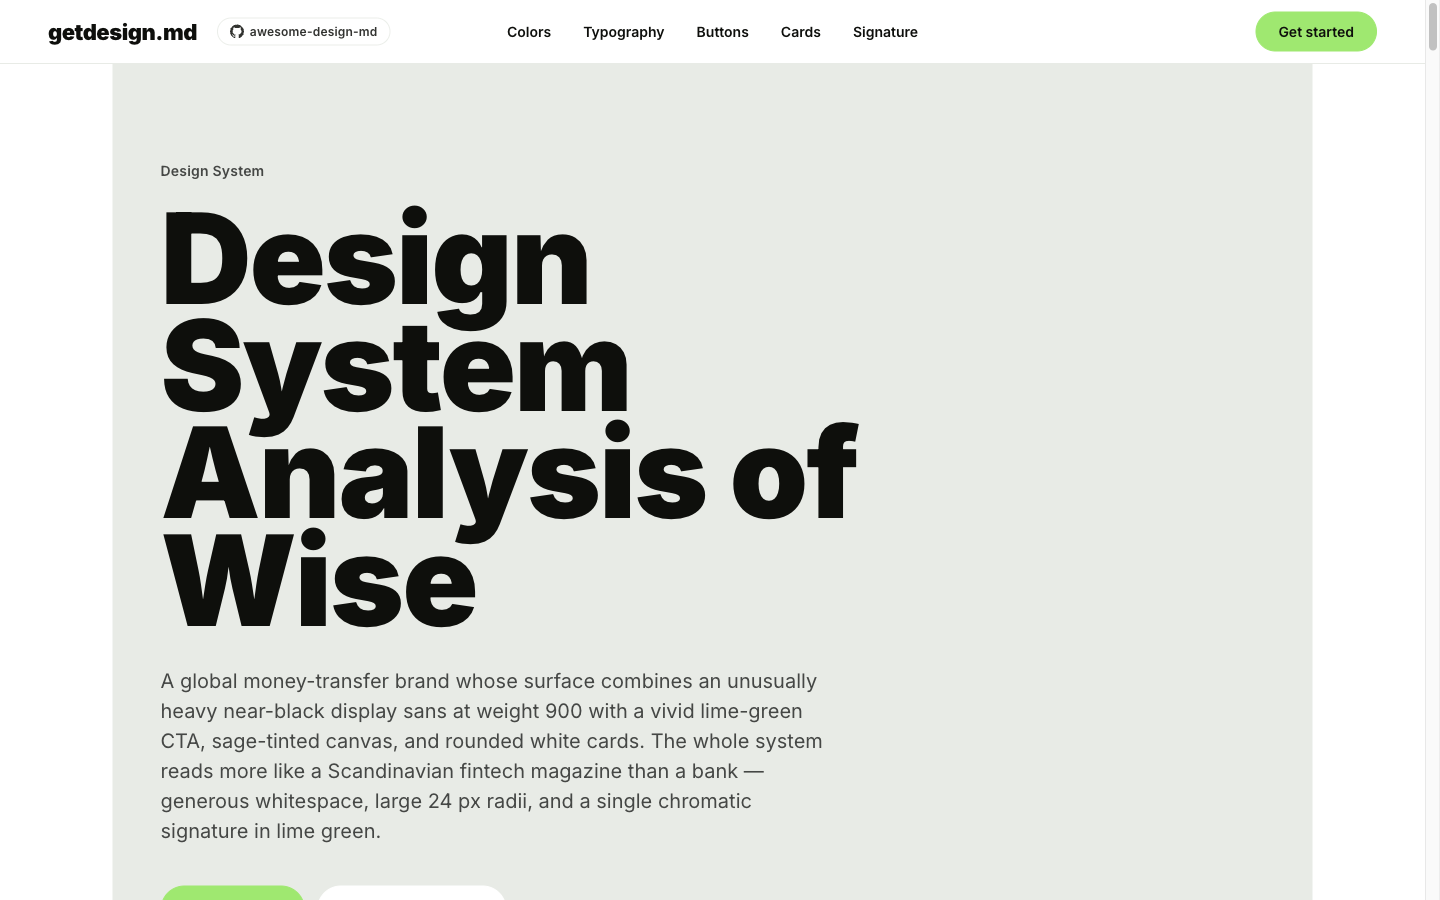 getdesign.md
awesome-design-md
Colors
Typography
Buttons
Cards
Signature
Get started
Design System
Design
System
Analysis of
Wise
A global money-transfer brand whose surface combines an unusually
heavy near-black display sans at weight 900 with a vivid lime-green
CTA, sage-tinted canvas, and rounded white cards. The whole system
reads more like a Scandinavian fintech magazine than a bank —
generous whitespace, large 24 px radii, and a single chromatic
signature in lime green.